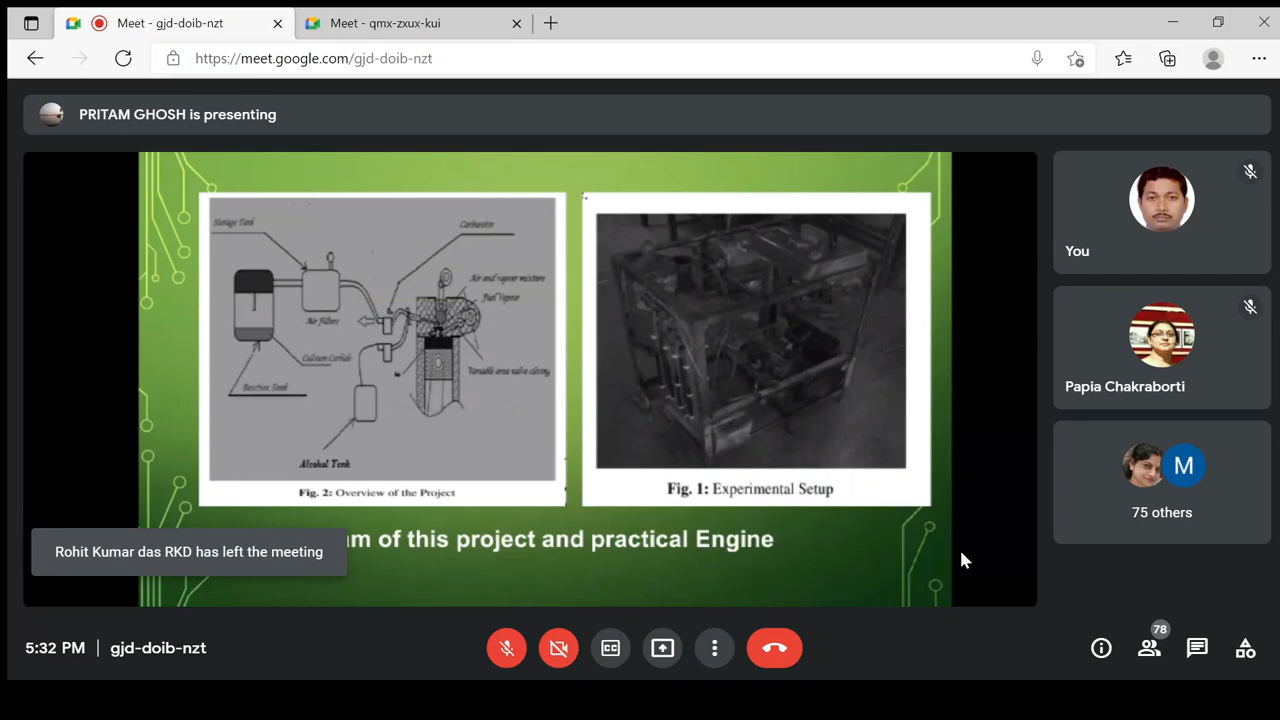 Meet - gjd-doib-nzt
Meet - qmx-zxux-kui
https://meet.google.com/gjd-doib-nzt
PRITAM GHOSH is presenting
Storage Tank
Carburetor
Air and vapour mixture
Fuel Vapour
Air Filters
Calcium Carbide
Variable area valve closing
Reaction Tank
Alcohol Tank
Fig. 2: Overview of the Project
Fig. 1: Experimental Setup
am of this project and practical Engine
Rohit Kumar das RKD has left the meeting
You
Papia Chakraborti
M
75 others
5:32 PM | gjd-doib-nzt
CC
78